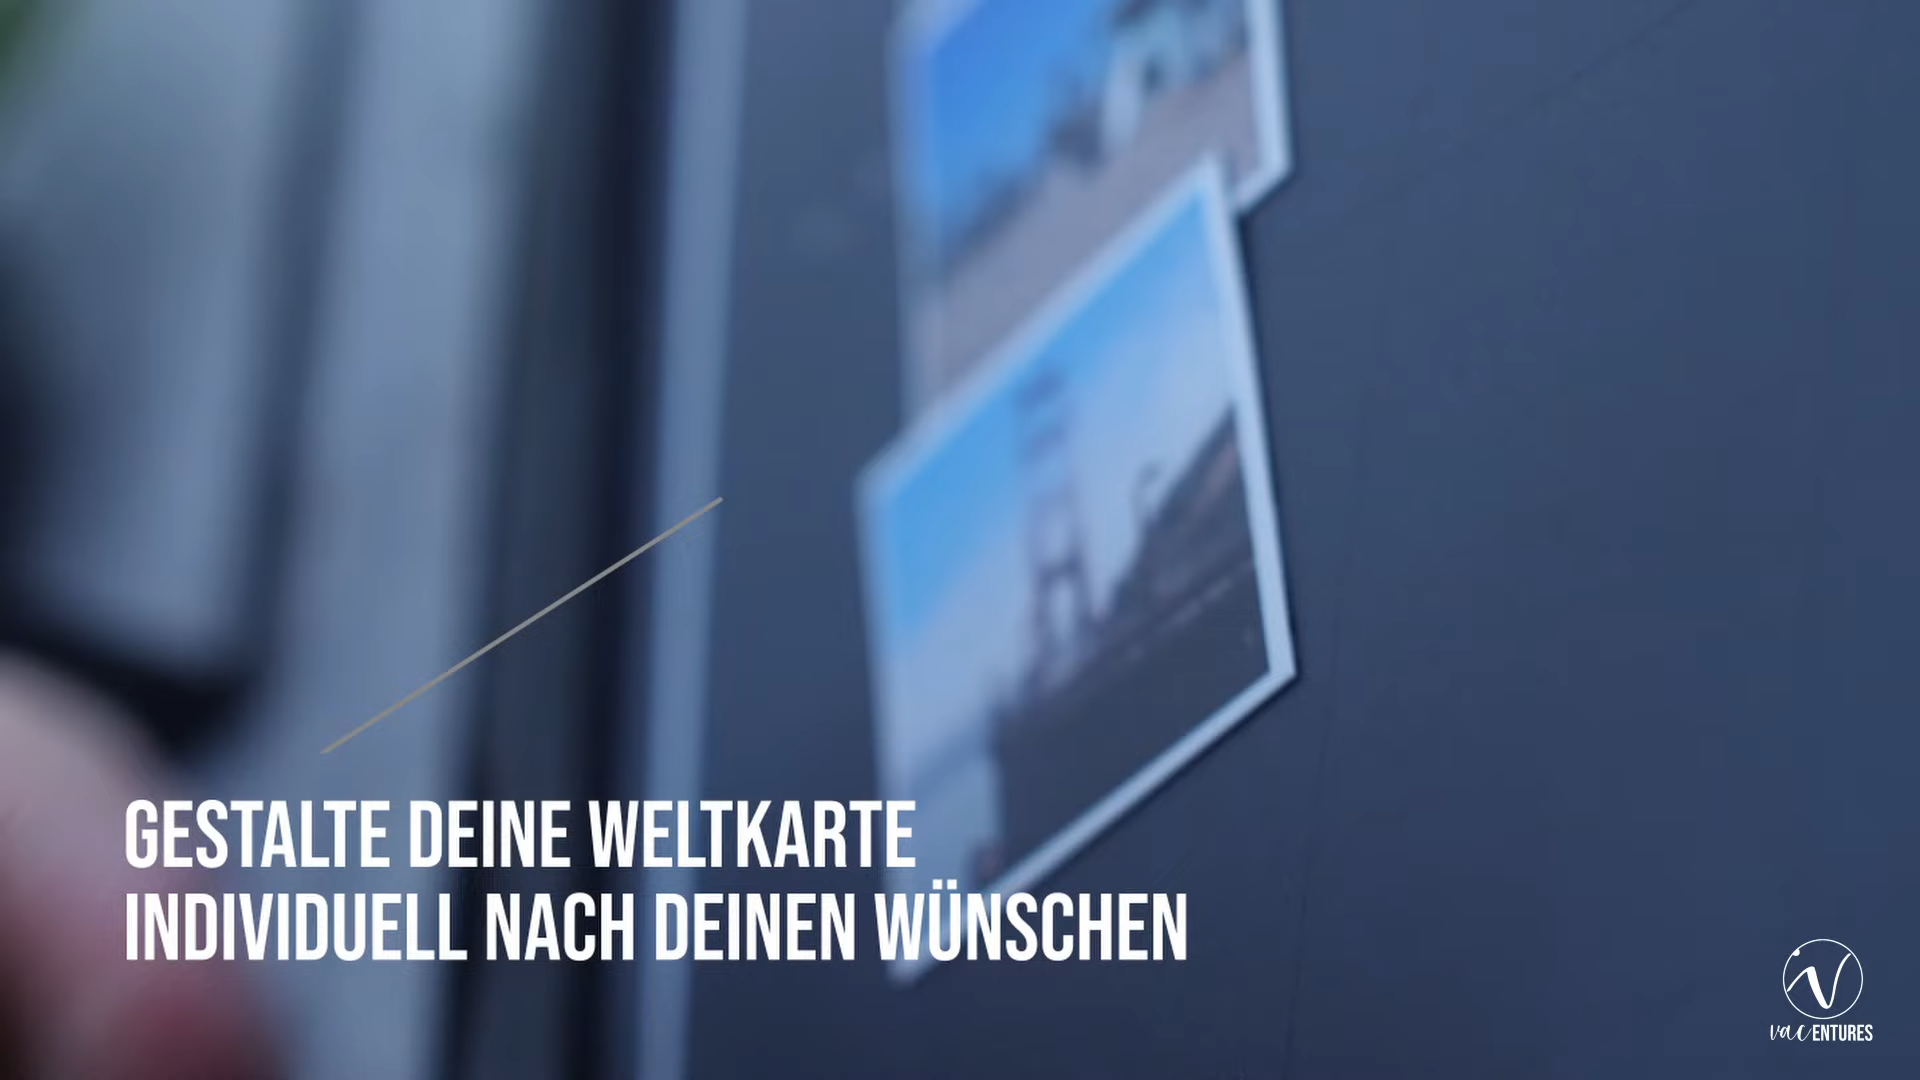 GESTALTE DEINE WELTKARTE
INDIVIDUELL NACH DEINEN WÜNSCHEN
V
vacENTURES